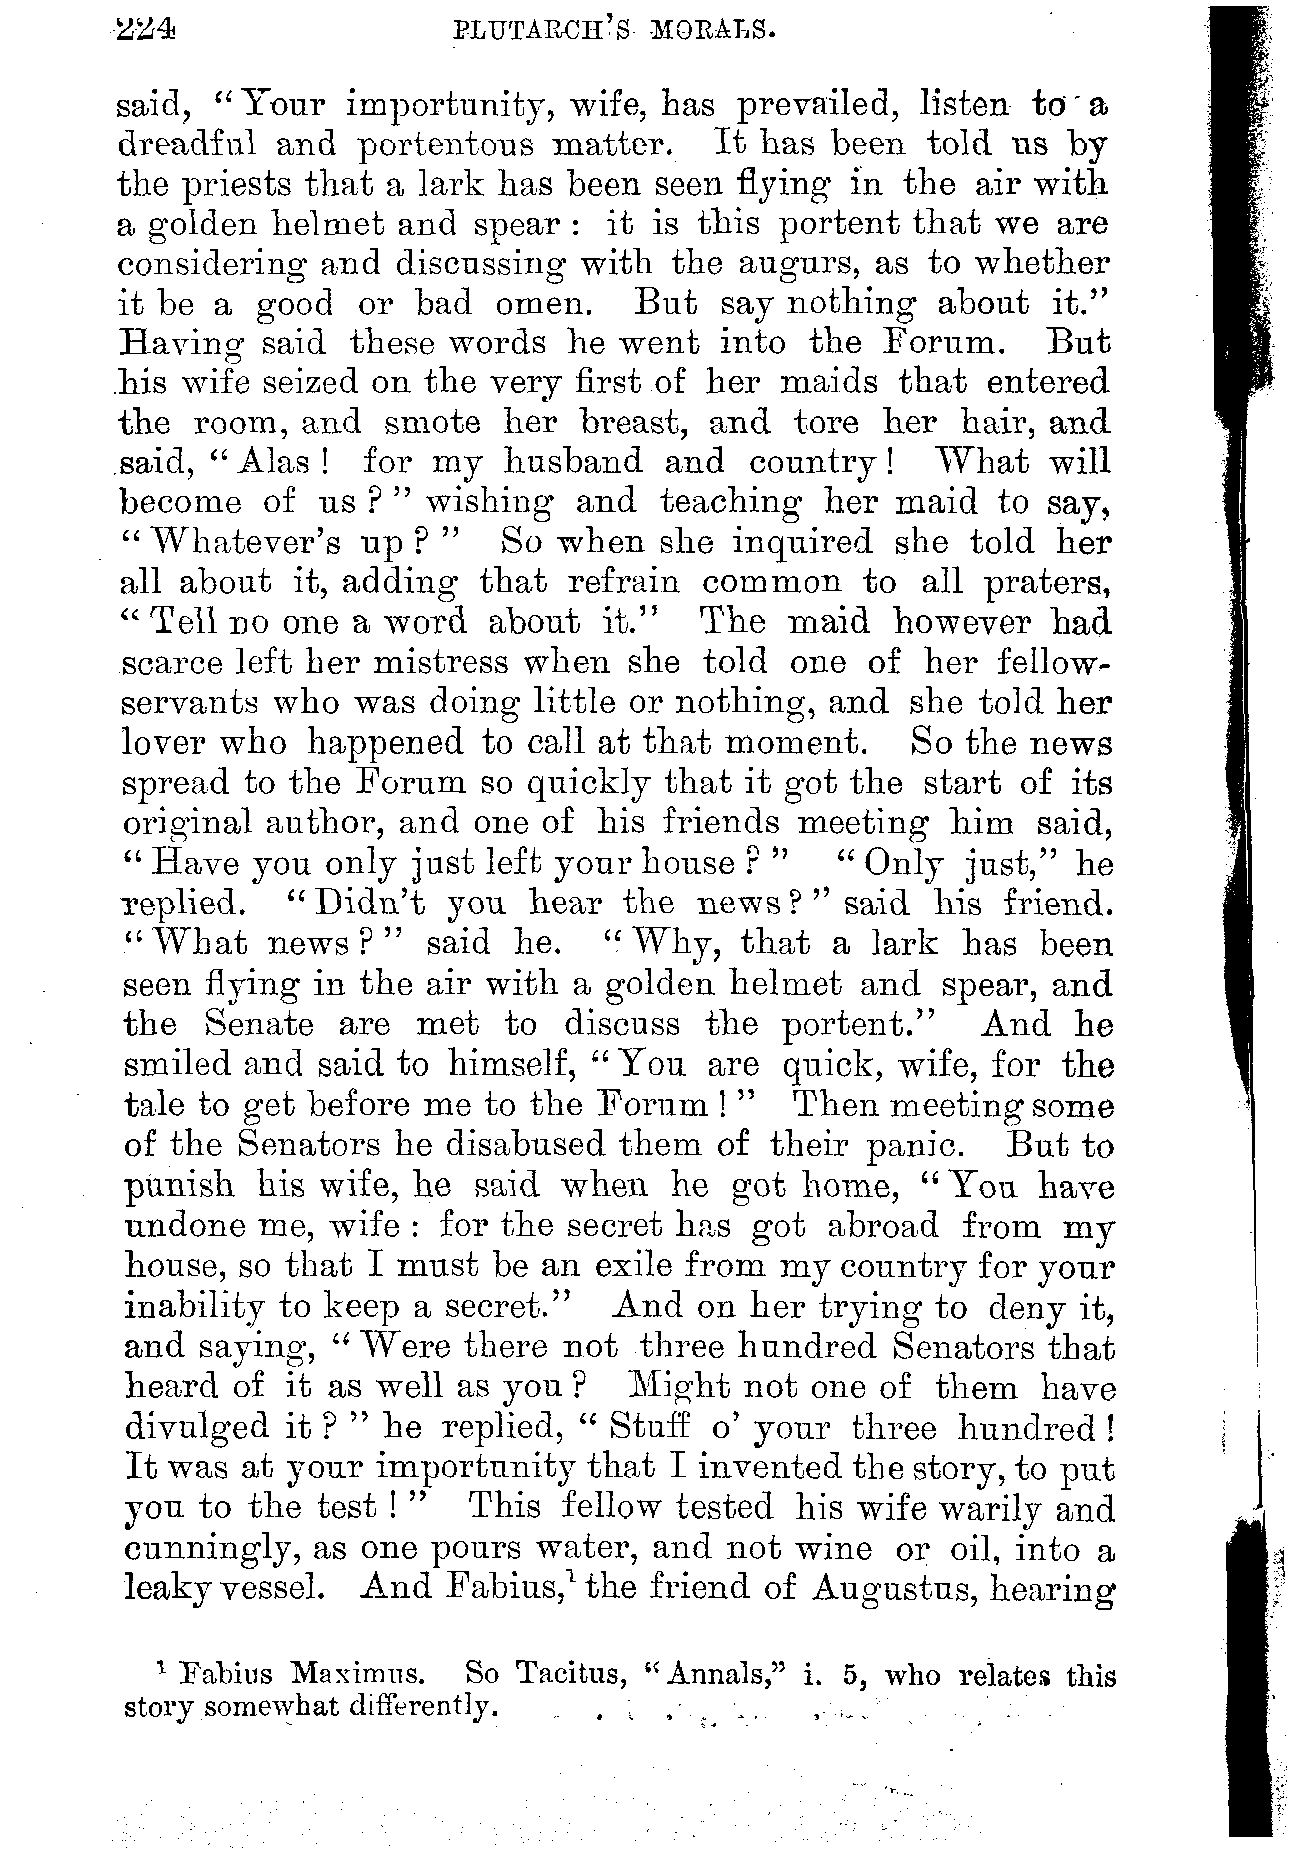 224 PLUTARCH'S MORALS.
said, "Your importunity, wife, has prevailed, listen to a
dreadful and portentous matter. It has been told us by
the priests that a lark has been seen flying in the air with
a golden helmet and spear: it is this portent that we are
considering and discussing with the augurs, as to whether
it be a good or bad omen. But say nothing about it."
Having said these words he went into the Forum. But
his wife seized on the very first of her maids that entered
the room, and smote her breast, and tore her hair, and
said, "Alas! for my husband and country! What will
become of us?" wishing and teaching her maid to say,
"Whatever's up?" So when she inquired she told her
all about it, adding that refrain common to all praters,
"Tell no one a word about it." The maid however had
scarce left her mistress when she told one of her fellow-
servants who was doing little or nothing, and she told her
lover who happened to call at that moment. So the news
spread to the Forum so quickly that it got the start of its
original author, and one of his friends meeting him said,
"Have you only just left your house?" "Only just," he
replied. "Didn't you hear the news?" said his friend.
"What news?" said he. "Why, that a lark has been
seen flying in the air with a golden helmet and spear, and
the Senate are met to discuss the portent." And he
smiled and said to himself, "You are quick, wife, for the
tale to get before me to the Forum!" Then meeting some
of the Senators he disabused them of their panic. But to
punish his wife, he said when he got home, "You have
undone me, wife: for the secret has got abroad from my
house, so that I must be an exile from my country for your
inability to keep a secret." And on her trying to deny it,
and saying, "Were there not three hundred Senators that
heard of it as well as you? Might not one of them have
divulged it?" he replied, "Stuff o' your three hundred!
It was at your importunity that I invented the story, to put
you to the test!" This fellow tested his wife warily and
cunningly, as one pours water, and not wine or oil, into a
leaky vessel. And Fabius,¹ the friend of Augustus, hearing
¹ Fabius Maximus. So Tacitus, "Annals," i. 5, who relates this
story somewhat differently.